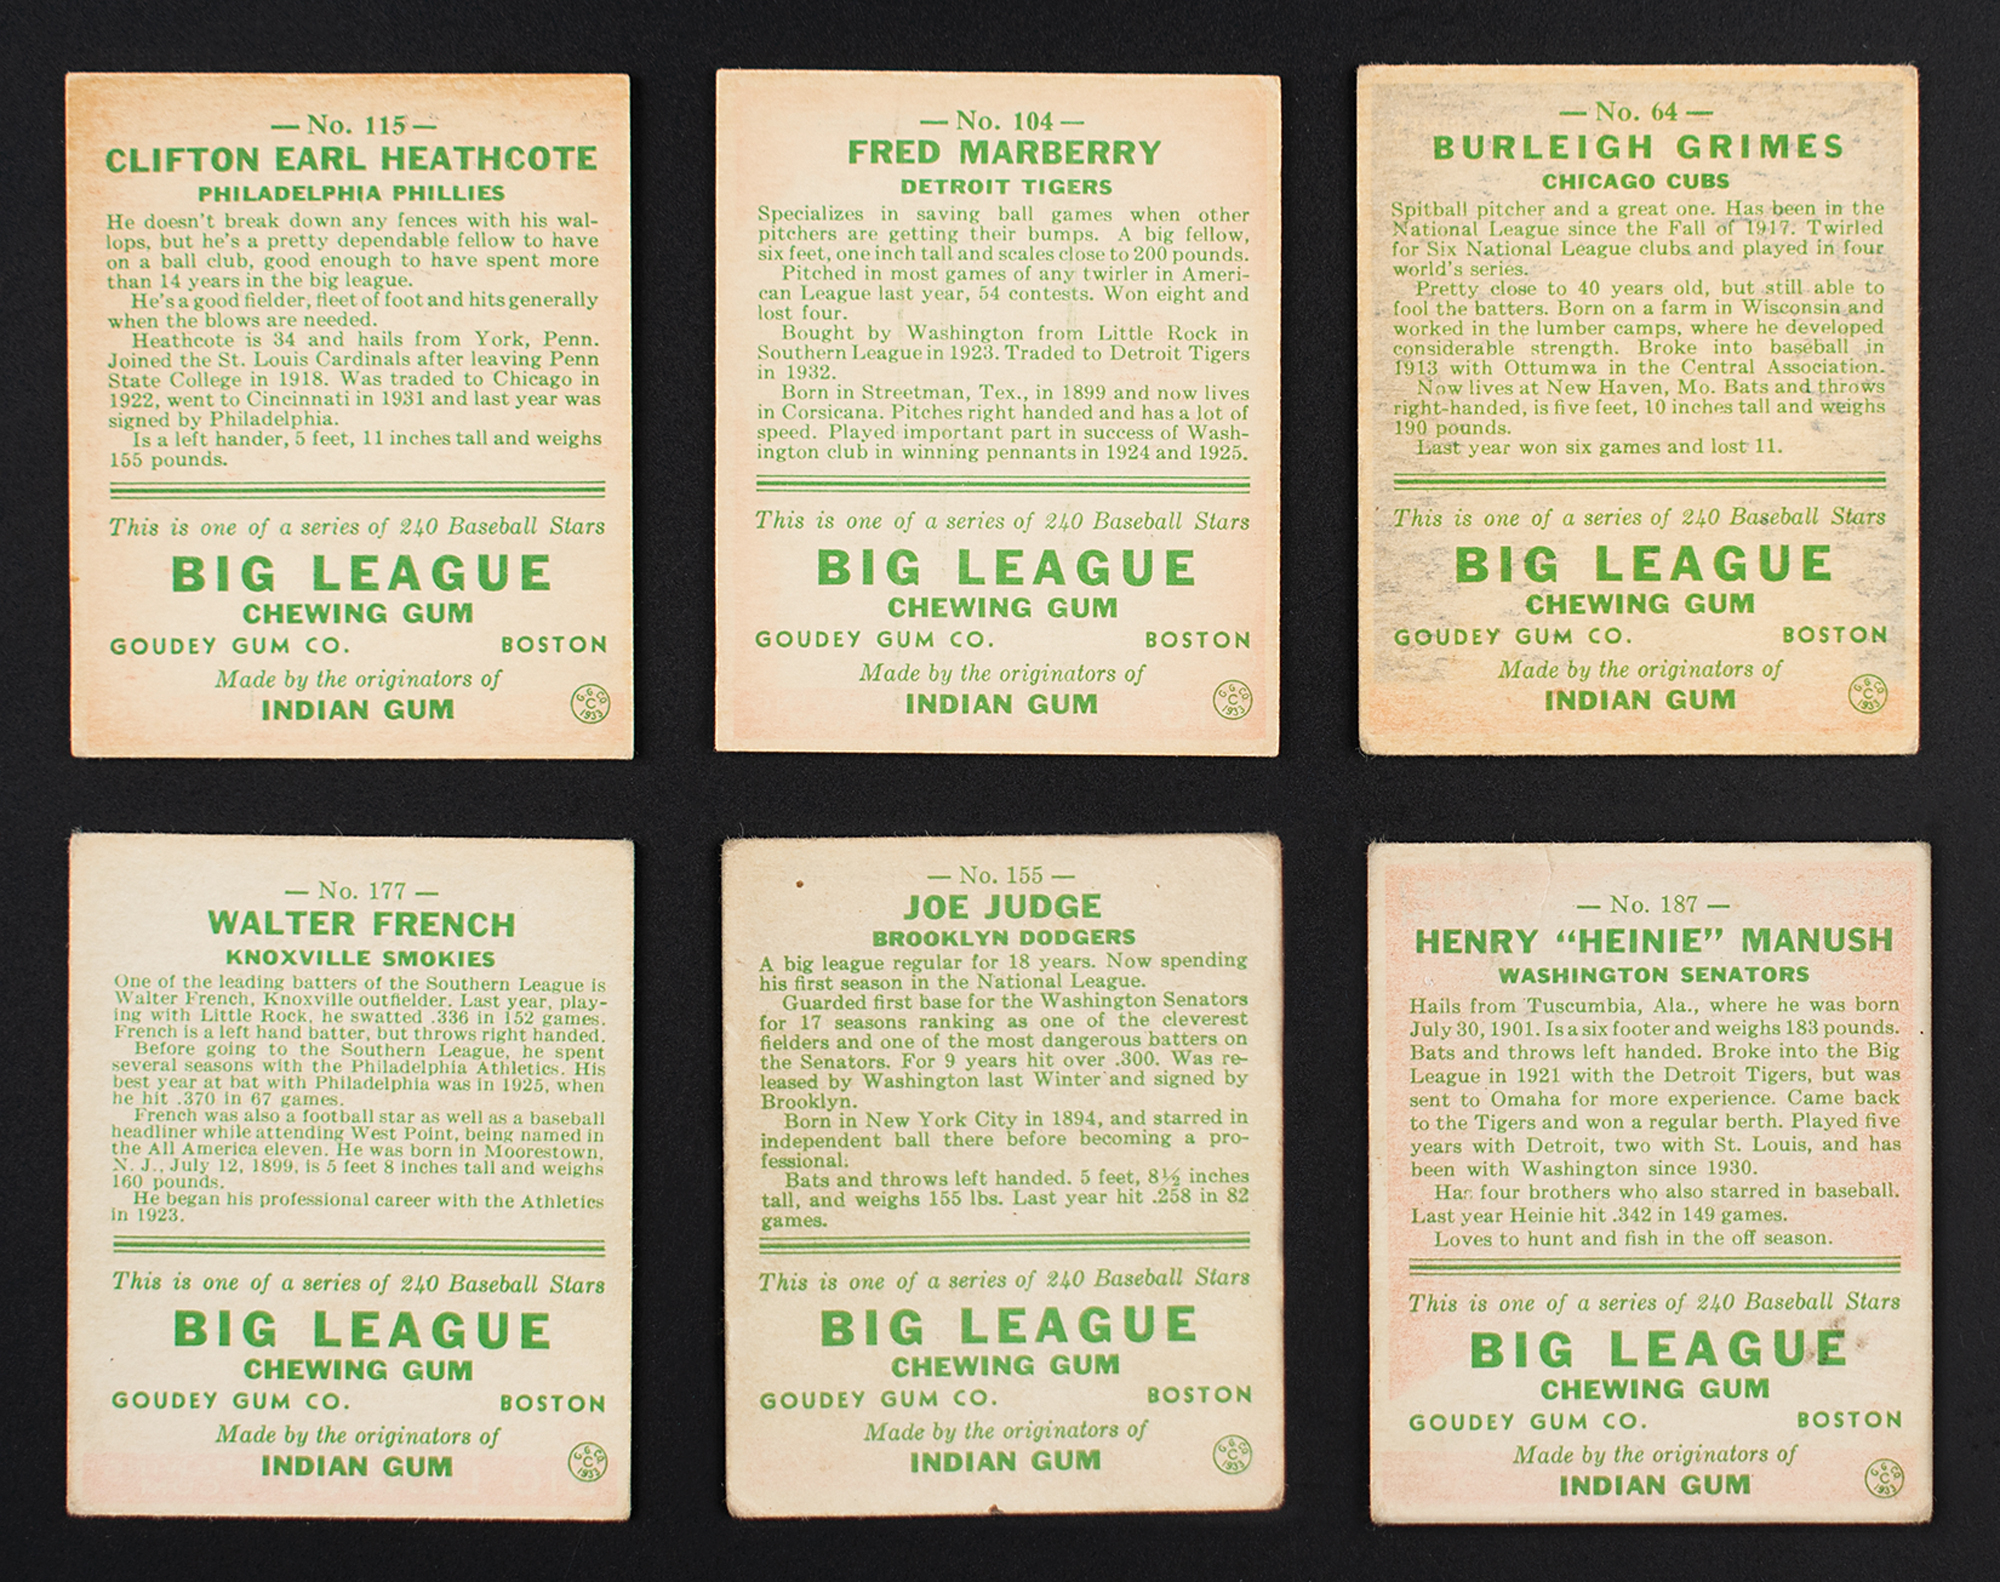 — No. 115 —
CLIFTON EARL HEATHCOTE
PHILADELPHIA PHILLIES
He doesn't break down any fences with his wal-
lops, but he's a pretty dependable fellow to have
on a ball club, good enough to have spent more
than 14 years in the big league.
He's a good fielder, fleet of foot and hits generally
when the blows are needed.
Heathcote is 34 and hails from York, Penn.
Joined the St. Louis Cardinals after leaving Penn
State College in 1918. Was traded to Chicago in
1922, went to Cincinnati in 1931 and last year was
signed by Philadelphia.
Is a left hander, 5 feet, 11 inches tall and weighs
155 pounds.
This is one of a series of 240 Baseball Stars
BIG LEAGUE
CHEWING GUM
GOUDEY GUM CO. BOSTON
Made by the originators of
INDIAN GUM
G. G. CO.
C
1933
— No. 104 —
FRED MARBERRY
DETROIT TIGERS
Specializes in saving ball games when other
pitchers are getting their bumps. A big fellow,
six feet, one inch tall and scales close to 200 pounds.
Pitched in most games of any twirler in Ameri-
can League last year, 54 contests. Won eight and
lost four.
Bought by Washington from Little Rock in
Southern League in 1923. Traded to Detroit Tigers
in 1932.
Born in Streetman, Tex., in 1899 and now lives
in Corsicana. Pitches right handed and has a lot of
speed. Played important part in success of Wash-
ington club in winning pennants in 1924 and 1925.
This is one of a series of 240 Baseball Stars
BIG LEAGUE
CHEWING GUM
GOUDEY GUM CO. BOSTON
Made by the originators of
INDIAN GUM
G. G. CO.
C
1933
— No. 64 —
BURLEIGH GRIMES
CHICAGO CUBS
Spitball pitcher and a great one. Has been in the
National League since the Fall of 1917. Twirled
for Six National League clubs and played in four
world's series.
Pretty close to 40 years old, but still able to
fool the batters. Born on a farm in Wisconsin and
worked in the lumber camps, where he developed
considerable strength. Broke into baseball in
1913 with Ottumwa in the Central Association.
Now lives at New Haven, Mo. Bats and throws
right-handed, is five feet, 10 inches tall and weighs
190 pounds.
Last year won six games and lost 11.
This is one of a series of 240 Baseball Stars
BIG LEAGUE
CHEWING GUM
GOUDEY GUM CO. BOSTON
Made by the originators of
INDIAN GUM
G. G. CO.
C
1933
— No. 177 —
WALTER FRENCH
KNOXVILLE SMOKIES
One of the leading batters of the Southern League is
Walter French, Knoxville outfielder. Last year, play-
ing with Little Rock, he swatted .336 in 152 games.
French is a left hand batter, but throws right handed.
Before going to the Southern League, he spent
several seasons with the Philadelphia Athletics. His
best year at bat with Philadelphia was in 1925, when
he hit .370 in 67 games.
French was also a football star as well as a baseball
headliner while attending West Point, being named in
the All America eleven. He was born in Moorestown,
N. J., July 12, 1899, is 5 feet 8 inches tall and weighs
160 pounds.
He began his professional career with the Athletics
in 1923.
This is one of a series of 240 Baseball Stars
BIG LEAGUE
CHEWING GUM
GOUDEY GUM CO. BOSTON
Made by the originators of
INDIAN GUM
G. G. CO.
C
1933
— No. 155 —
JOE JUDGE
BROOKLYN DODGERS
A big league regular for 18 years. Now spending
his first season in the National League.
Guarded first base for the Washington Senators
for 17 seasons ranking as one of the cleverest
fielders and one of the most dangerous batters on
the Senators. For 9 years hit over .300. Was re-
leased by Washington last Winter and signed by
Brooklyn.
Born in New York City in 1894, and starred in
independent ball there before becoming a pro-
fessional.
Bats and throws left handed. 5 feet, 8½ inches
tall, and weighs 155 lbs. Last year hit .258 in 82
games.
This is one of a series of 240 Baseball Stars
BIG LEAGUE
CHEWING GUM
GOUDEY GUM CO. BOSTON
Made by the originators of
INDIAN GUM
G. G. CO.
C
1933
— No. 187 —
HENRY "HEINIE" MANUSH
WASHINGTON SENATORS
Hails from Tuscumbia, Ala., where he was born
July 30, 1901. Is a six footer and weighs 183 pounds.
Bats and throws left handed. Broke into the Big
League in 1921 with the Detroit Tigers, but was
sent to Omaha for more experience. Came back
to the Tigers and won a regular berth. Played five
years with Detroit, two with St. Louis, and has
been with Washington since 1930.
Has four brothers who also starred in baseball.
Last year Heinie hit .342 in 149 games.
Loves to hunt and fish in the off season.
This is one of a series of 240 Baseball Stars
BIG LEAGUE
CHEWING GUM
GOUDEY GUM CO. BOSTON
Made by the originators of
INDIAN GUM
G. G. CO.
C
1933